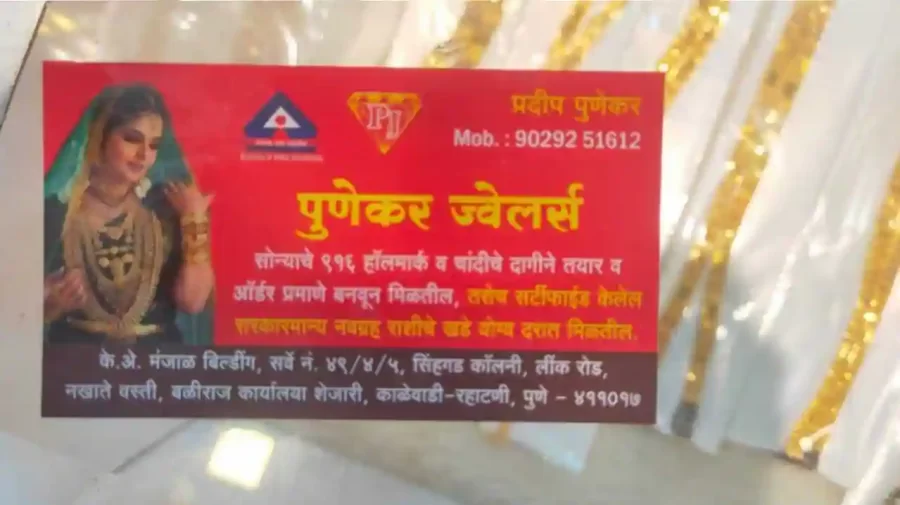 PJ
प्रदीप पुणेकर
Mob. : 90292 51612
पुणेकर ज्वेलर्स
सोन्याचे ९१६ हॉलमार्क व चांदीचे दागीने तयार व
ऑर्डर प्रमाणे बनवून मिळतील, तसेच सर्टीफाईड केलेल
सरकारमान्य नवग्रह राशीचे खडे योग्य दरात मिळतील.
के.अे. मंजाळ बिल्डींग, सर्वे नं. ४९/४/५, सिंहगड कॉलनी, लींक रोड,
नखाते वस्ती, बळीराज कार्यालया शेजारी, काळेवाडी-रहाटणी, पुणे - ४११०१७